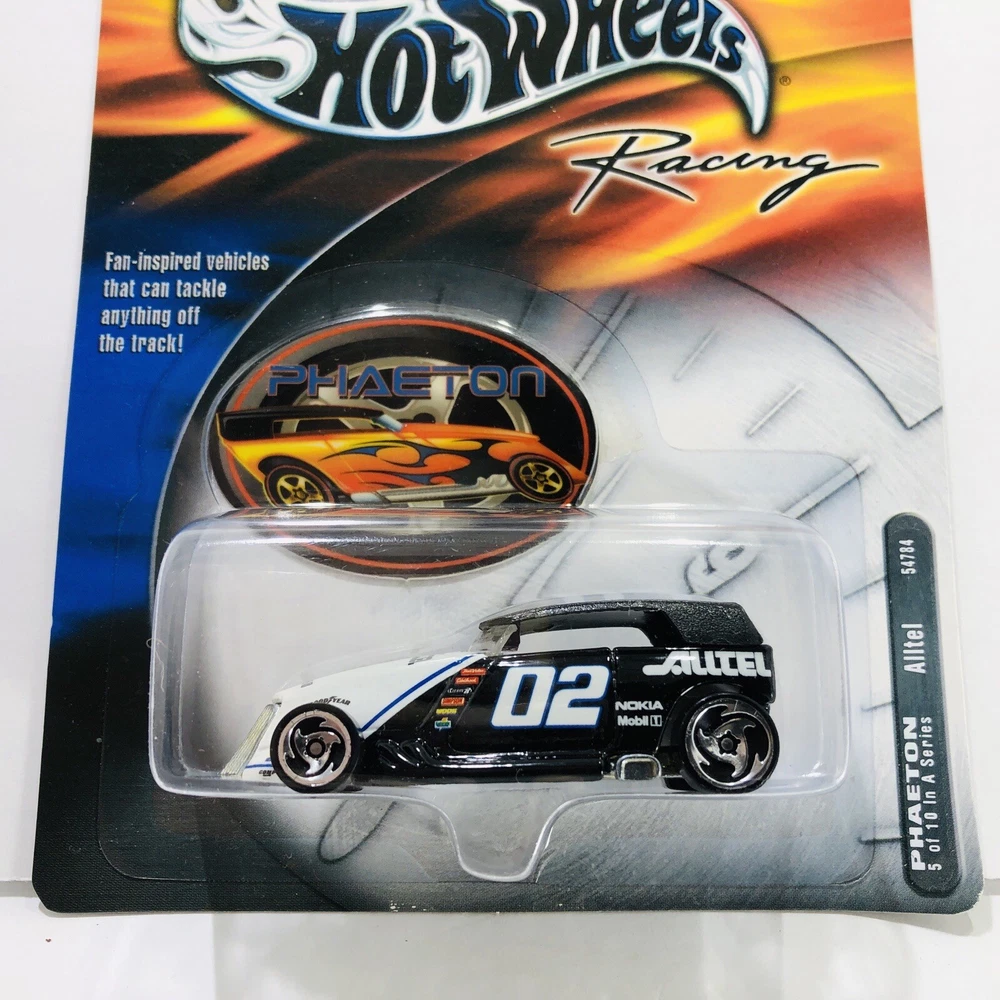 HOT WHEELS ®
Racing
Fan-inspired vehicles
that can tackle
anything off
the track!
PHAETON
54784
Alltel
PHAETON
5 of 10 In A Series
ALLTEL
02
NOKIA
Mobil 1
GOODYEAR